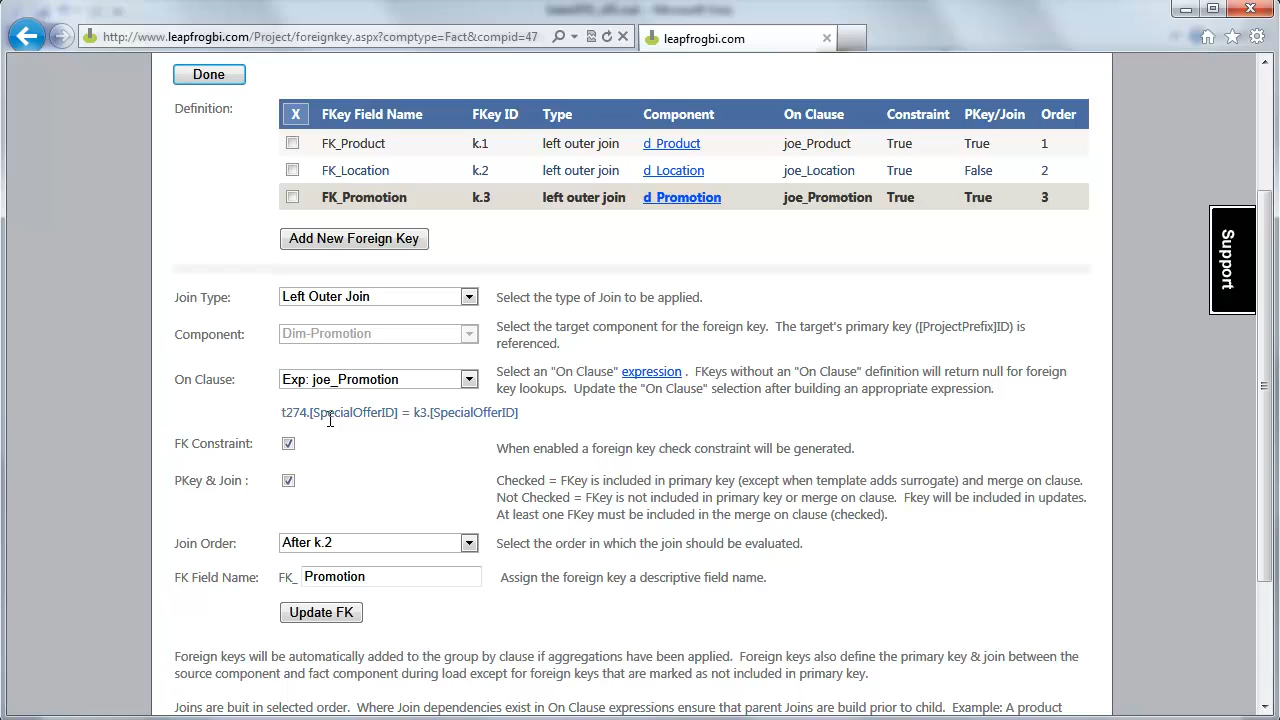 http://www.leapfrogbi.com/Project/foreignkey.aspx?comptype=Fact&compid=47
leapfrogbi.com
Done
Definition:
X FKey Field Name FKey ID Type Component On Clause Constraint PKey/Join Order
FK_Product k.1 left outer join d_Product joe_Product True True 1
FK_Location k.2 left outer join d_Location joe_Location True False 2
FK_Promotion k.3 left outer join d_Promotion joe_Promotion True True 3
Add New Foreign Key
Support
Join Type: Left Outer Join Select the type of Join to be applied.
Component: Dim-Promotion Select the target component for the foreign key. The target's primary key ([ProjectPrefix]ID) is
referenced.
On Clause: Exp: joe_Promotion Select an "On Clause" expression . FKeys without an "On Clause" definition will return null for foreign
key lookups. Update the "On Clause" selection after building an appropriate expression.
t274.[SpecialOfferID] = k3.[SpecialOfferID]
FK Constraint: When enabled a foreign key check constraint will be generated.
PKey & Join : Checked = FKey is included in primary key (except when template adds surrogate) and merge on clause.
Not Checked = FKey is not included in primary key or merge on clause. Fkey will be included in updates.
At least one FKey must be included in the merge on clause (checked).
Join Order: After k.2 Select the order in which the join should be evaluated.
FK Field Name: FK_ Promotion Assign the foreign key a descriptive field name.
Update FK
Foreign keys will be automatically added to the group by clause if aggregations have been applied. Foreign keys also define the primary key & join between the
source component and fact component during load except for foreign keys that are marked as not included in primary key.
Joins are buit in selected order. Where Join dependencies exist in On Clause expressions ensure that parent Joins are build prior to child. Example: A product